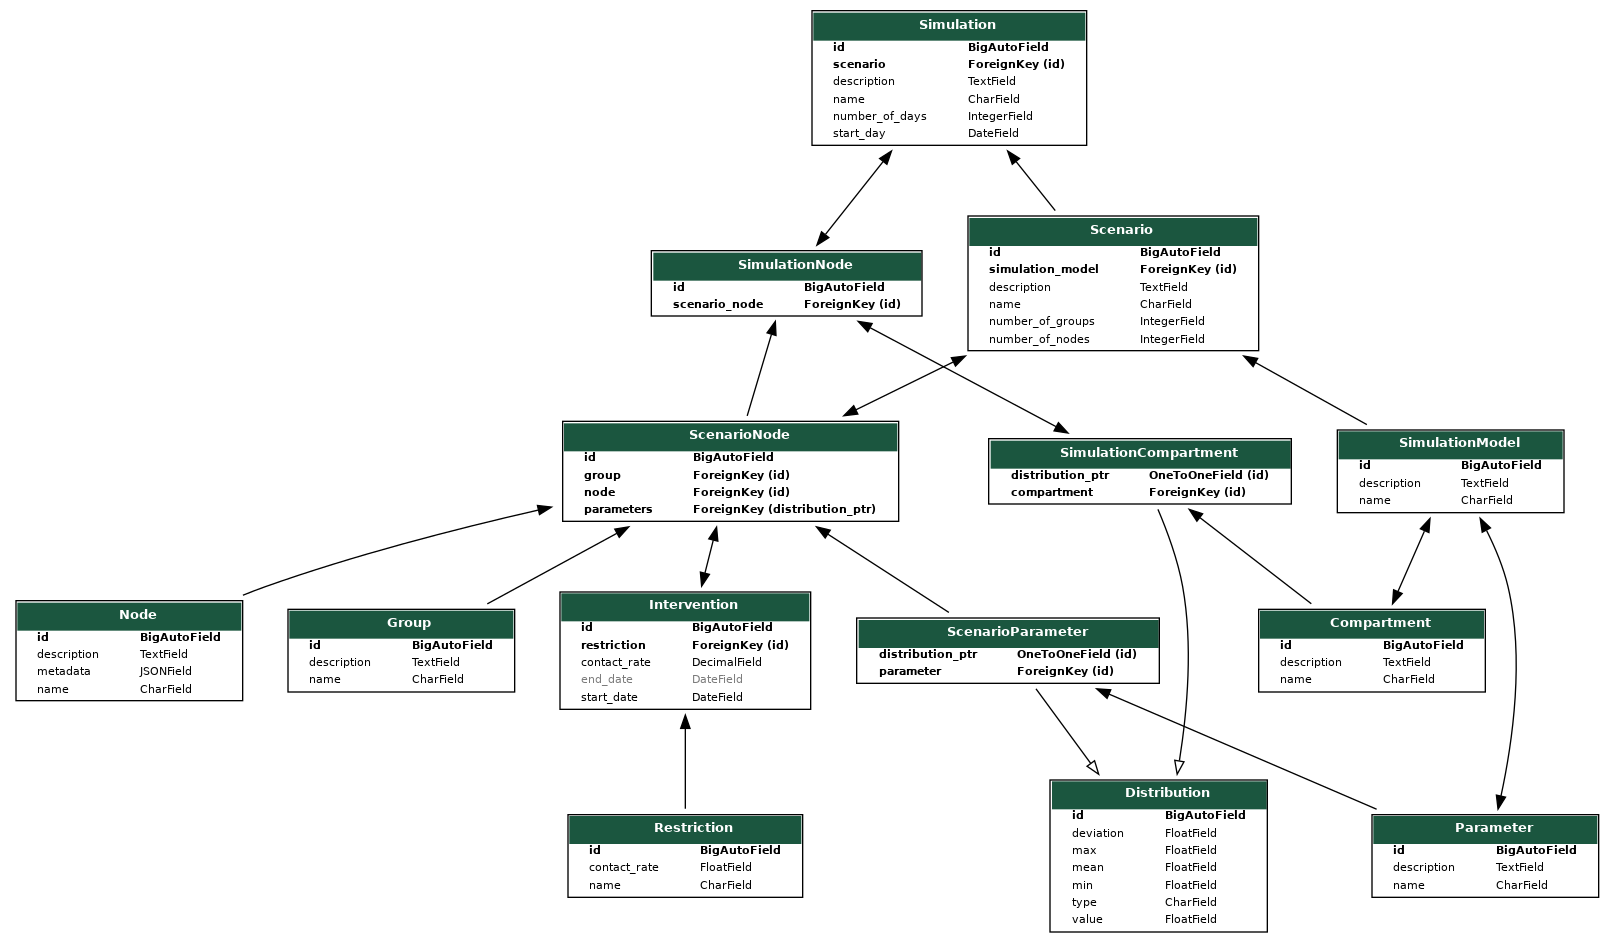 Simulation
id BigAutoField
scenario ForeignKey (id)
description TextField
name CharField
number_of_days IntegerField
start_day DateField
Scenario
id BigAutoField
simulation_model ForeignKey (id)
description TextField
name CharField
number_of_groups IntegerField
number_of_nodes IntegerField
SimulationNode
id BigAutoField
scenario_node ForeignKey (id)
ScenarioNode
id BigAutoField
group ForeignKey (id)
node ForeignKey (id)
parameters ForeignKey (distribution_ptr)
SimulationCompartment
distribution_ptr OneToOneField (id)
compartment ForeignKey (id)
SimulationModel
id BigAutoField
description TextField
name CharField
Node
id BigAutoField
description TextField
metadata JSONField
name CharField
Group
id BigAutoField
description TextField
name CharField
Intervention
id BigAutoField
restriction ForeignKey (id)
contact_rate DecimalField
end_date DateField
start_date DateField
ScenarioParameter
distribution_ptr OneToOneField (id)
parameter ForeignKey (id)
Compartment
id BigAutoField
description TextField
name CharField
Restriction
id BigAutoField
contact_rate FloatField
name CharField
Distribution
id BigAutoField
deviation FloatField
max FloatField
mean FloatField
min FloatField
type CharField
value FloatField
Parameter
id BigAutoField
description TextField
name CharField